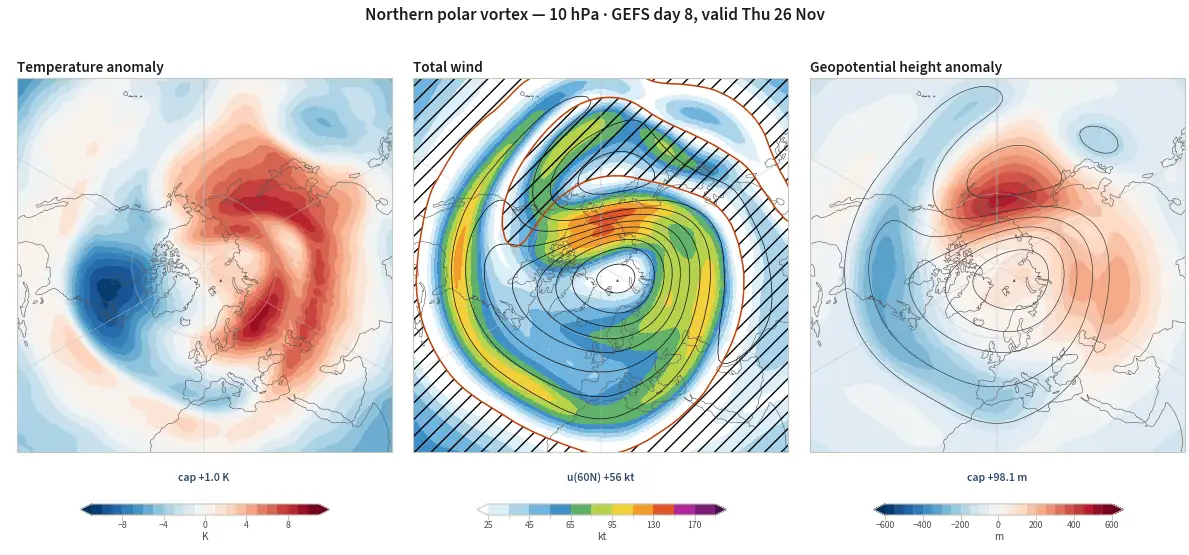 Northern polar vortex — 10 hPa · GEFS day 8, valid Thu 26 Nov
Temperature anomaly
Total wind
Geopotential height anomaly
cap +1.0 K
u(60N) +56 kt
cap +98.1 m
−8 −4 0 4 8
K
25 45 65 95 130 170
kt
−600 −400 −200 0 200 400 600
m